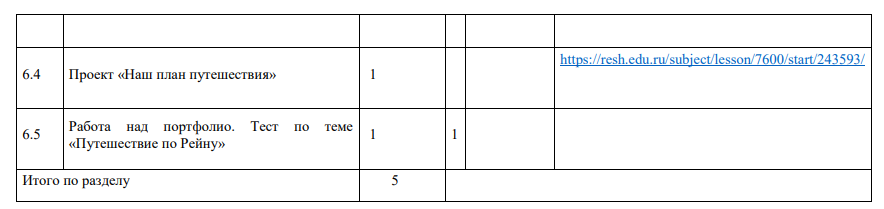 https://resh.edu.ru/subject/lesson/7600/start/243593/
6.4 Проект «Наш план путешествия» 1
6.5 Работа над портфолио. Тест по теме 1 1
«Путешествие по Рейну»
Итого по разделу 5